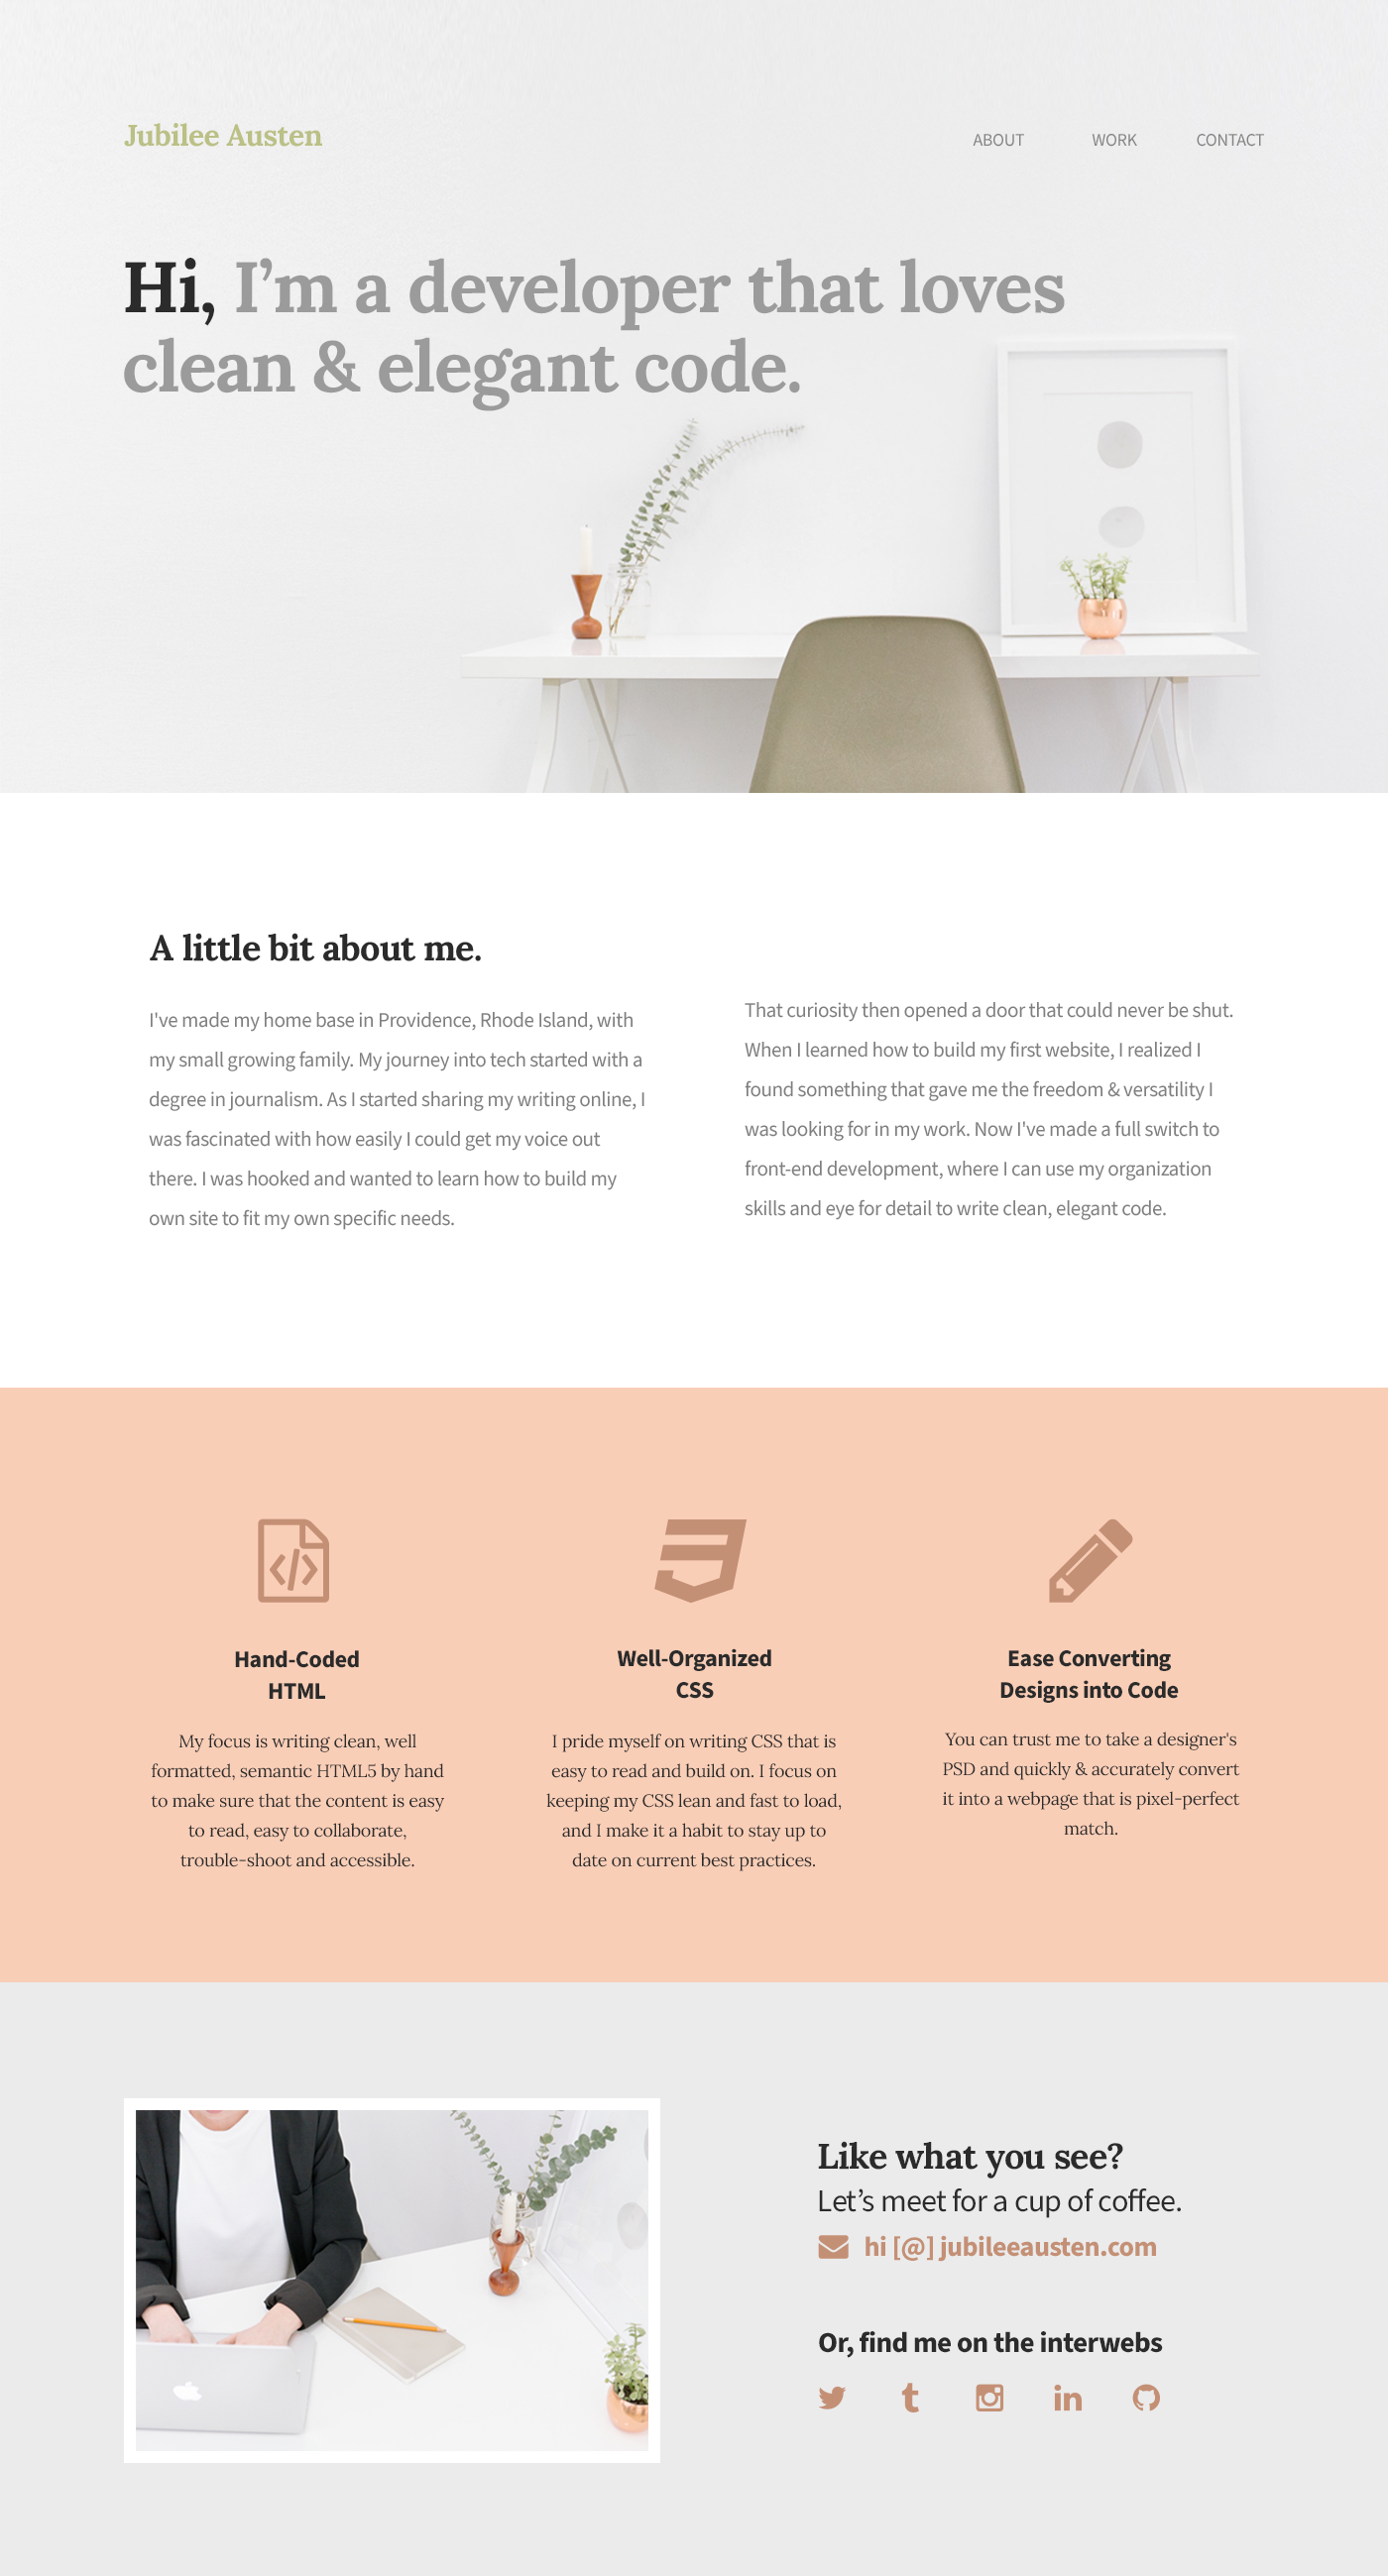 Jubilee Austen
ABOUT WORK CONTACT
Hi, I’m a developer that loves
clean & elegant code.
A little bit about me.
I've made my home base in Providence, Rhode Island, with
my small growing family. My journey into tech started with a
degree in journalism. As I started sharing my writing online, I
was fascinated with how easily I could get my voice out
there. I was hooked and wanted to learn how to build my
own site to fit my own specific needs.
That curiosity then opened a door that could never be shut.
When I learned how to build my first website, I realized I
found something that gave me the freedom & versatility I
was looking for in my work. Now I've made a full switch to
front-end development, where I can use my organization
skills and eye for detail to write clean, elegant code.
Hand-Coded
HTML
My focus is writing clean, well
formatted, semantic HTML5 by hand
to make sure that the content is easy
to read, easy to collaborate,
trouble-shoot and accessible.
Well-Organized
CSS
I pride myself on writing CSS that is
easy to read and build on. I focus on
keeping my CSS lean and fast to load,
and I make it a habit to stay up to
date on current best practices.
Ease Converting
Designs into Code
You can trust me to take a designer's
PSD and quickly & accurately convert
it into a webpage that is pixel-perfect
match.
Like what you see?
Let’s meet for a cup of coffee.
hi [@] jubileeausten.com
Or, find me on the interwebs